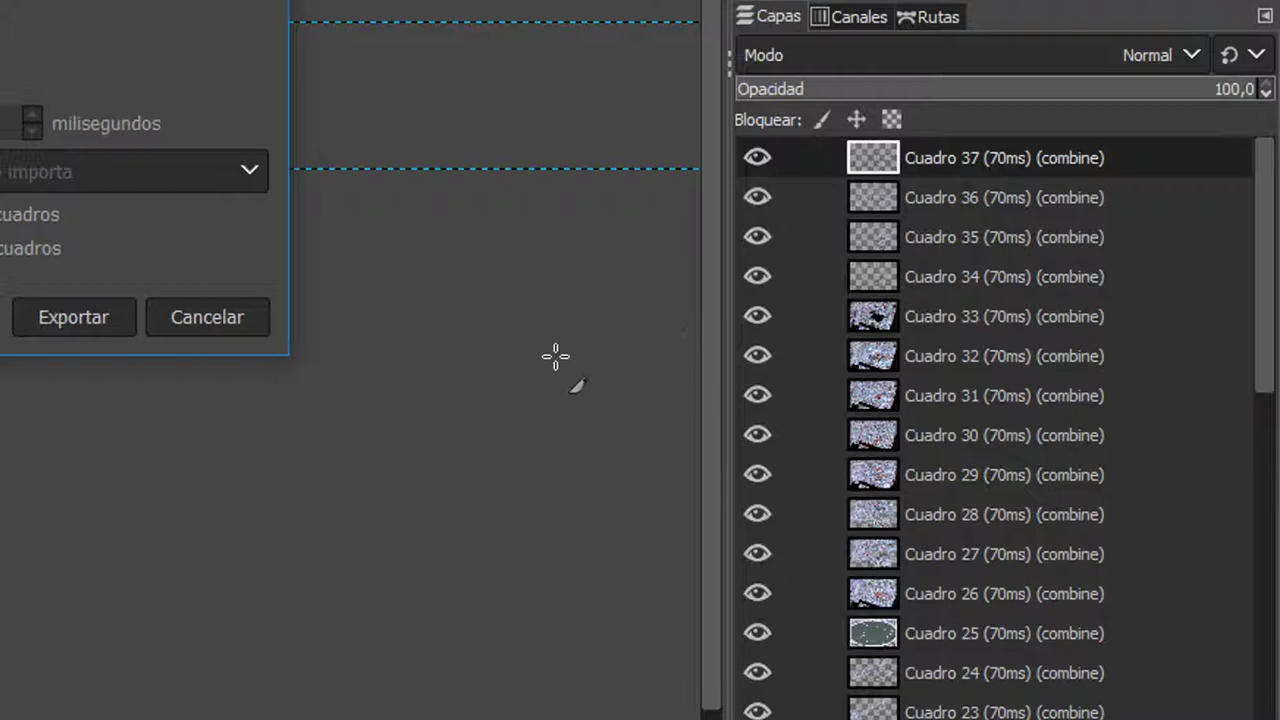 Capas Canales Rutas
Modo Normal
Opacidad 100,0
Bloquear:
milisegundos
importa
cuadros
cuadros
Exportar Cancelar
Cuadro 37 (70ms) (combine)
Cuadro 36 (70ms) (combine)
Cuadro 35 (70ms) (combine)
Cuadro 34 (70ms) (combine)
Cuadro 33 (70ms) (combine)
Cuadro 32 (70ms) (combine)
Cuadro 31 (70ms) (combine)
Cuadro 30 (70ms) (combine)
Cuadro 29 (70ms) (combine)
Cuadro 28 (70ms) (combine)
Cuadro 27 (70ms) (combine)
Cuadro 26 (70ms) (combine)
Cuadro 25 (70ms) (combine)
Cuadro 24 (70ms) (combine)
Cuadro 23 (70ms) (combine)